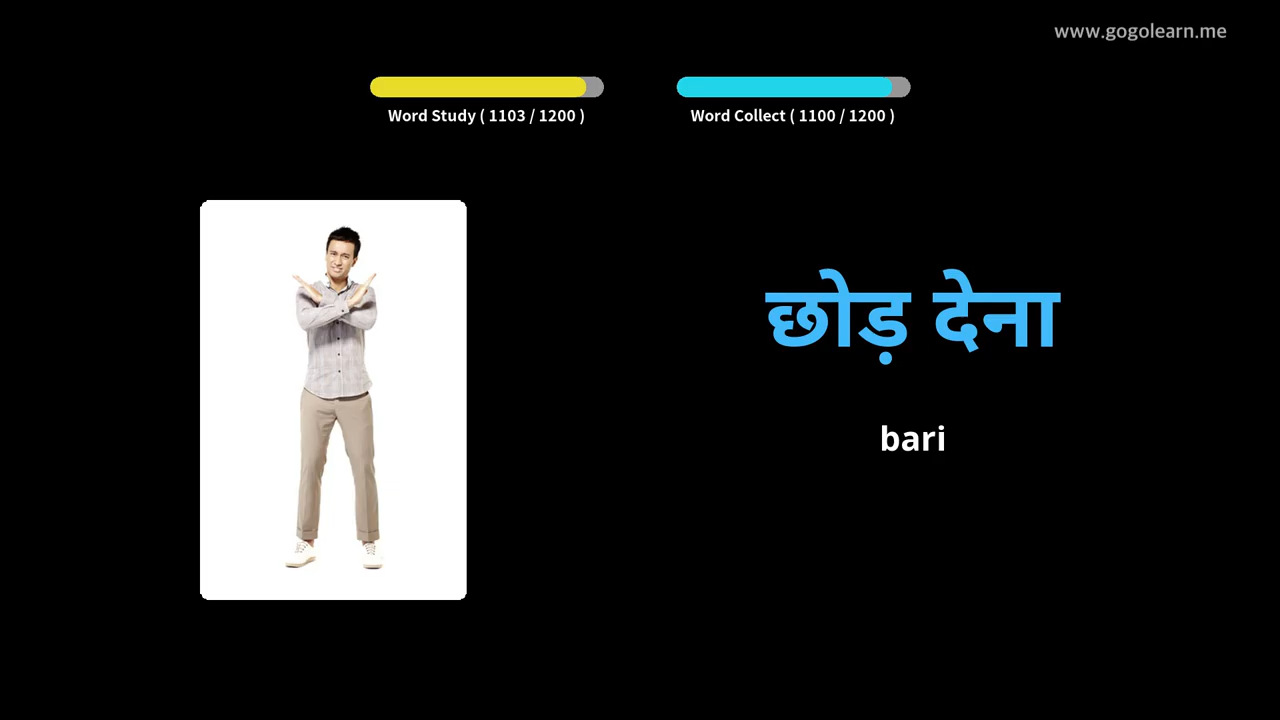 www.gogolearn.me
Word Study ( 1103 / 1200 )
Word Collect ( 1100 / 1200 )
छोड़ देना
bari